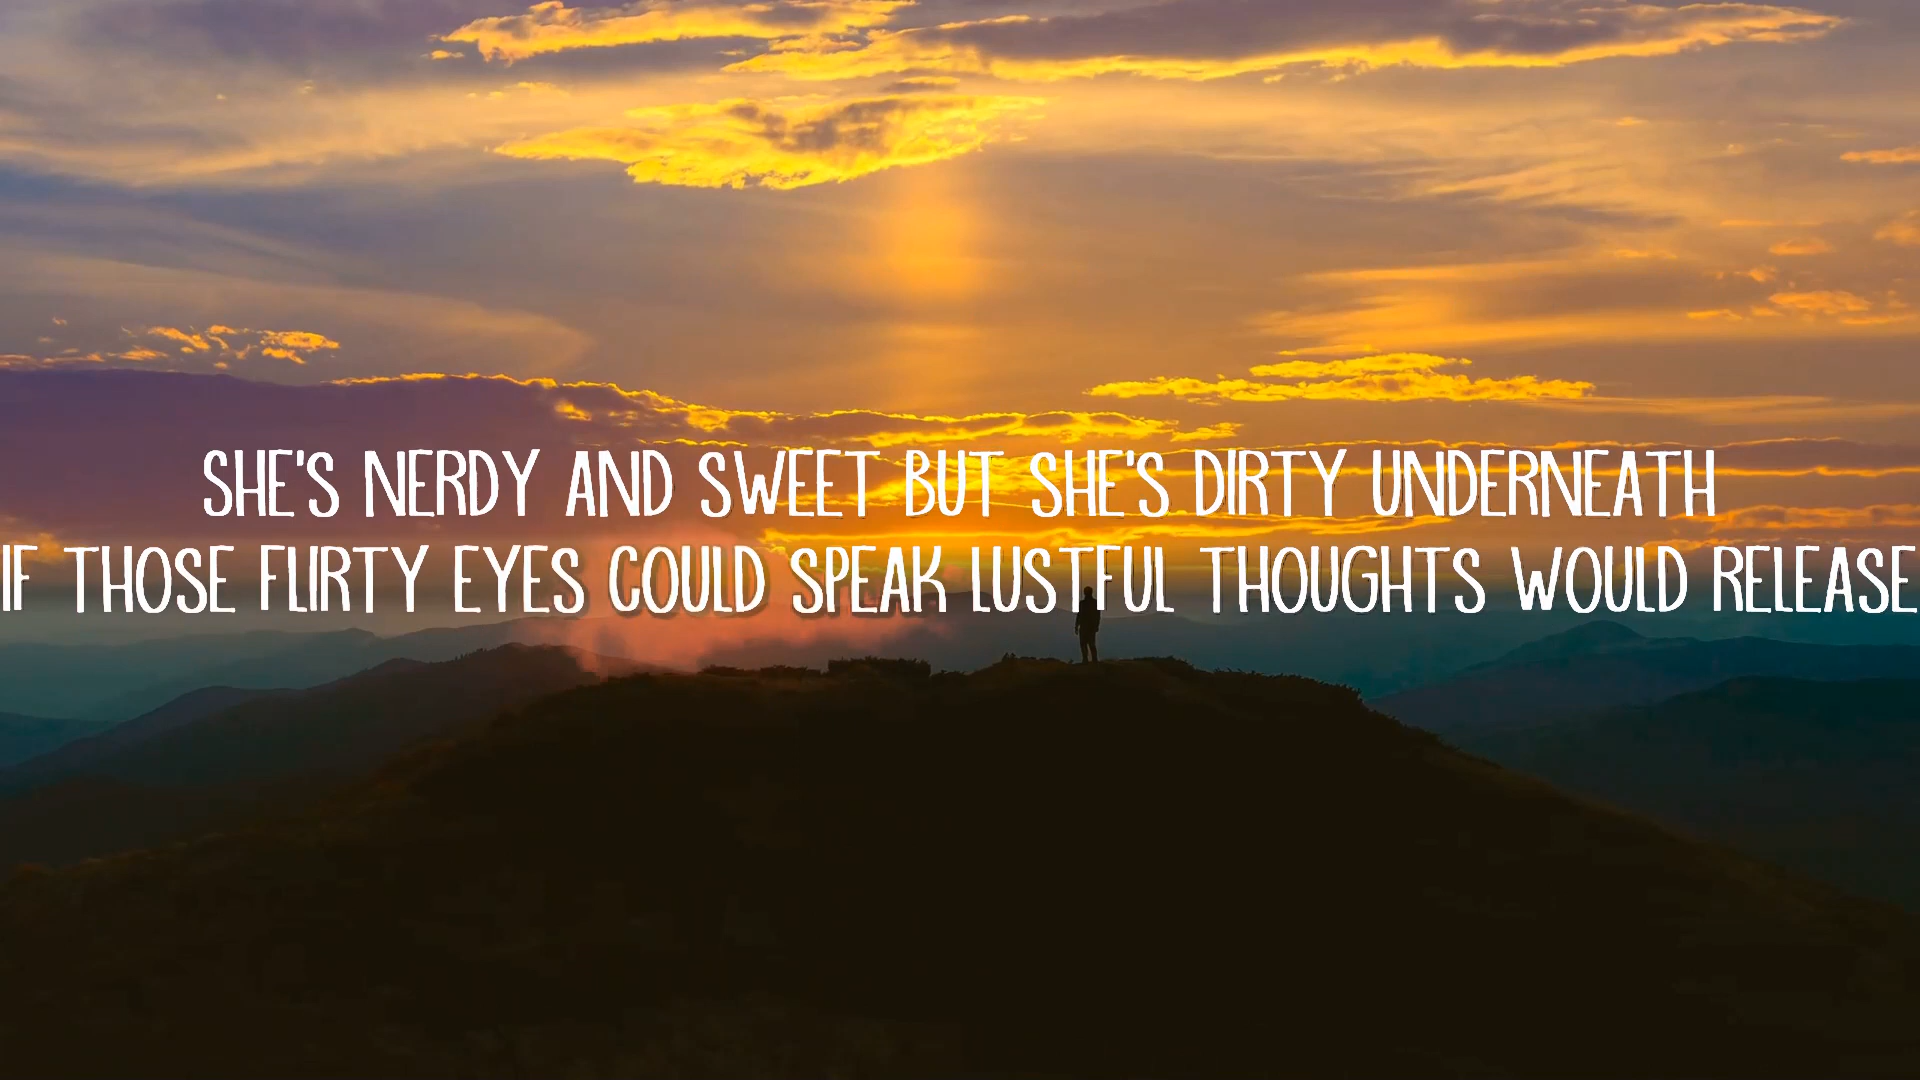 SHE'S NERDY AND SWEET BUT SHE'S DIRTY UNDERNEATH
IF THOSE FLIRTY EYES COULD SPEAK LUSTFUL THOUGHTS WOULD RELEASE